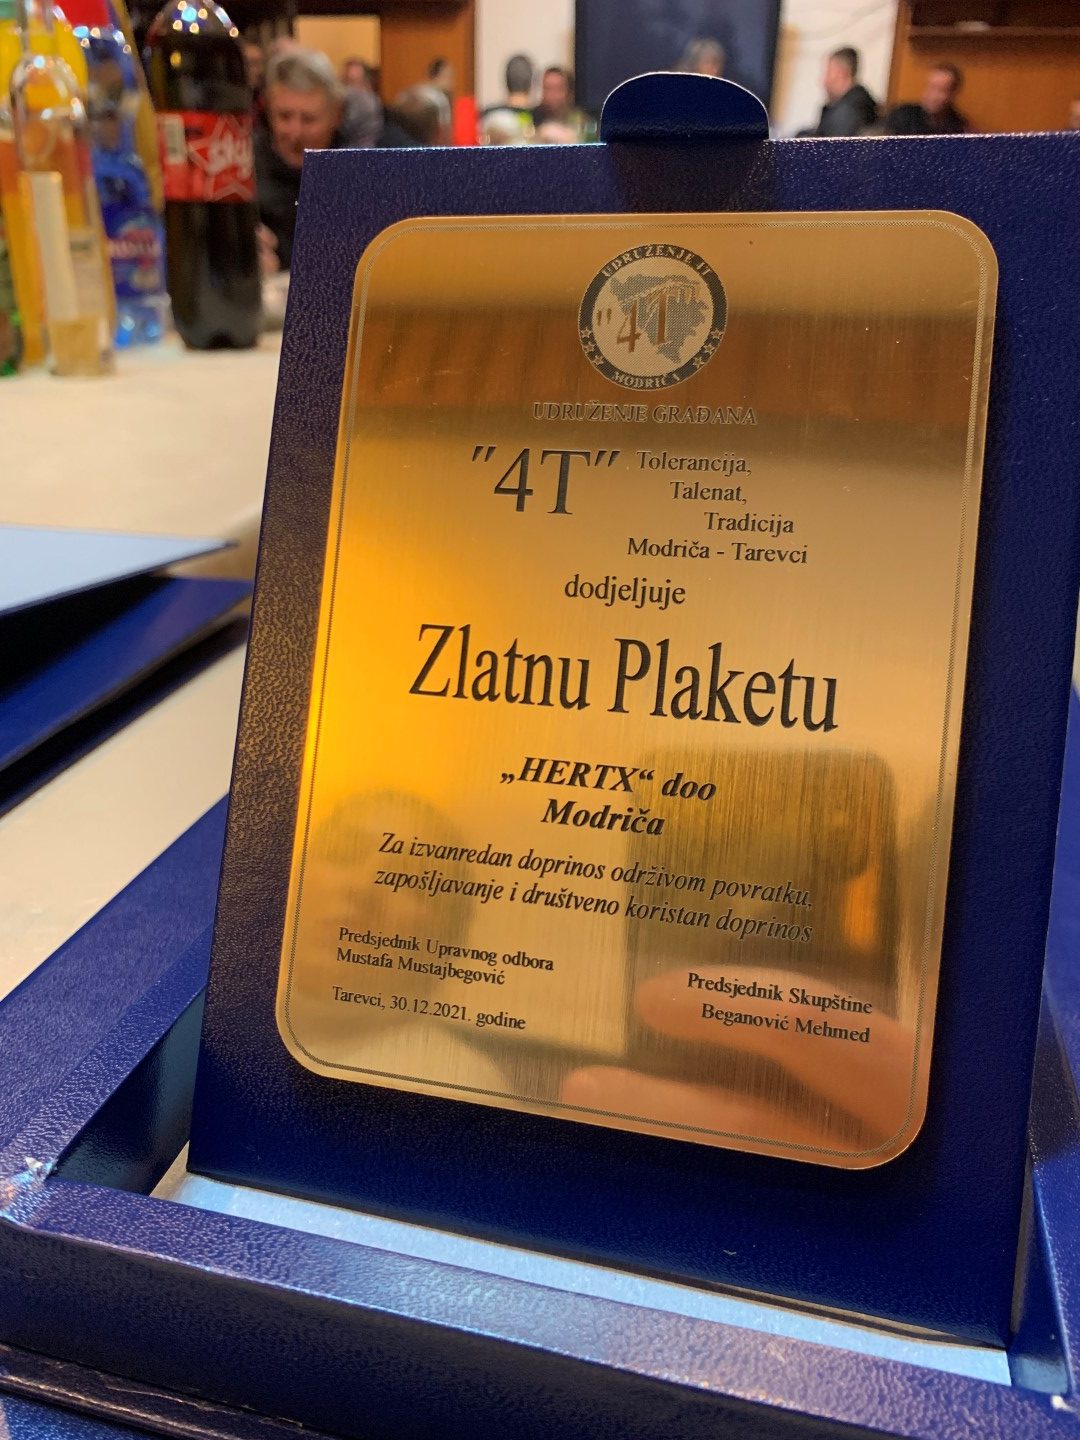 sky
UDRUŽENJE 4T
"4T"
MODRIČA
UDRUŽENJE GRAĐANA
"4T" Tolerancija,
Talenat,
Tradicija
Modriča - Tarevci
dodjeljuje
Zlatnu Plaketu
„HERTX“ doo
Modriča
Za izvanredan doprinos održivom povratku,
zapošljavanje i društveno koristan doprinos
Predsjednik Upravnog odbora
Mustafa Mustajbegović
Tarevci, 30.12.2021. godine
Predsjednik Skupštine
Beganović Mehmed